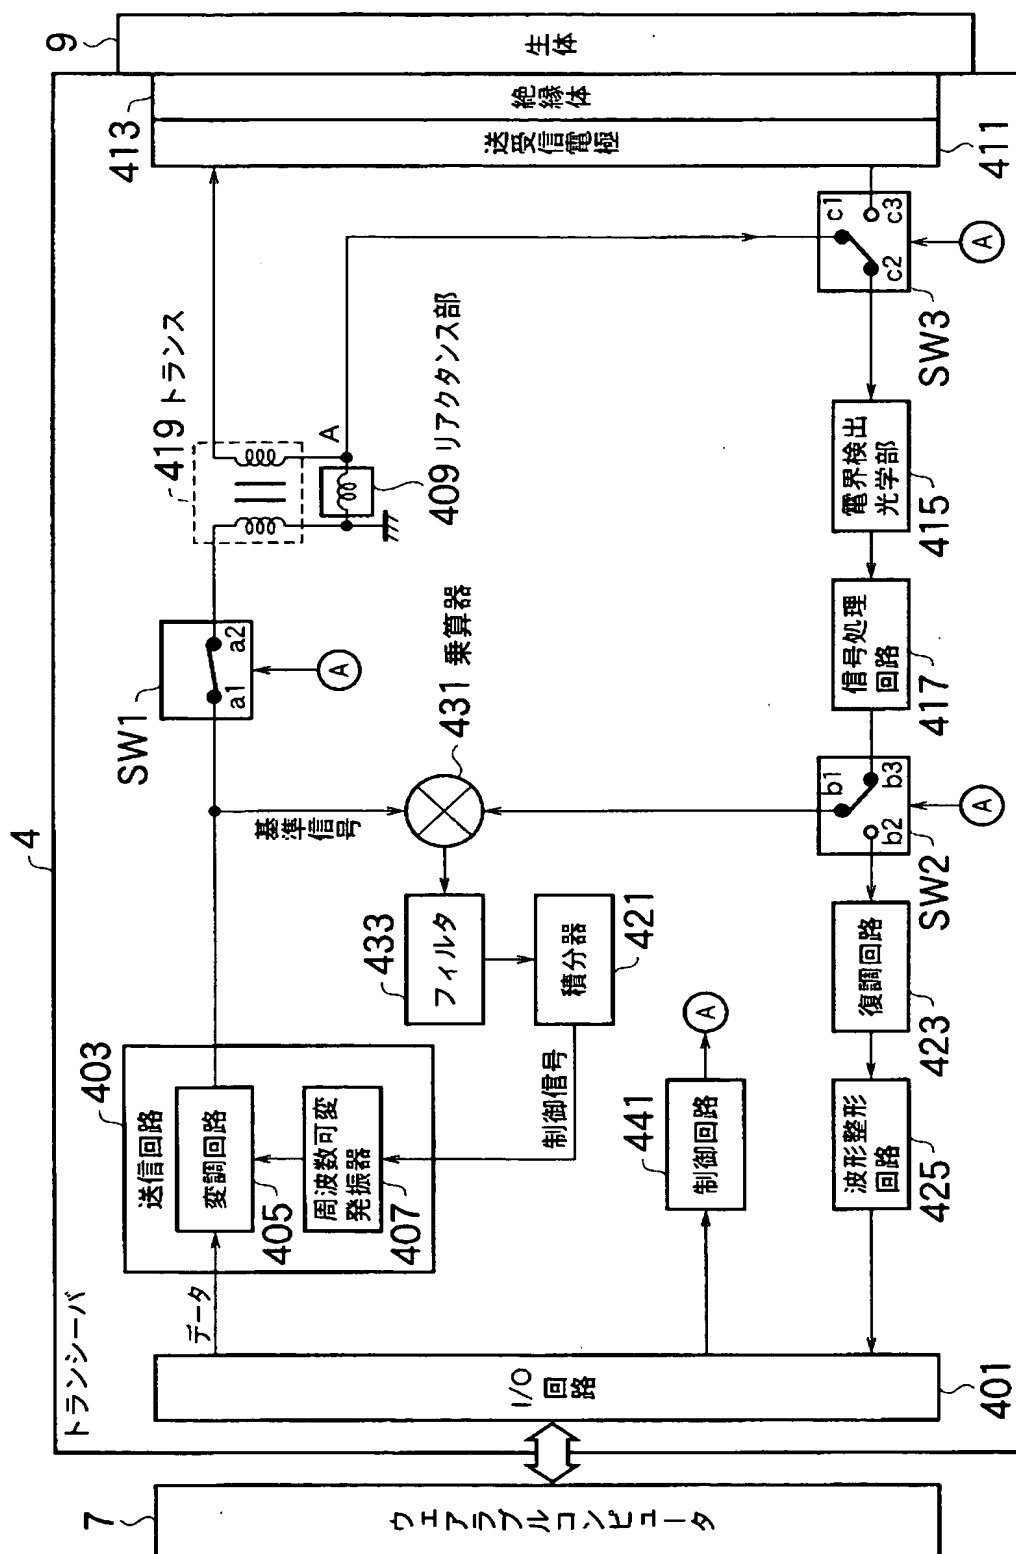 4
トランシーバ
7
ウエアラブルコンピュータ
I/O
回路
401
データ
送信回路
403
変調回路
405
周波数可変
発振器
407
制御信号
フィルタ
433
積分器
421
基準信号
431 乗算器
SW1
a1
a2
A
419 トランス
A
409 リアクタンス部
413
絶縁体
送受信電極
411
9
生体
制御回路
441
A
波形整形
回路
425
復調回路
423
SW2
b1
b2
b3
A
信号処理
回路
417
電界検出
光学部
415
SW3
c1
c2
c3
A